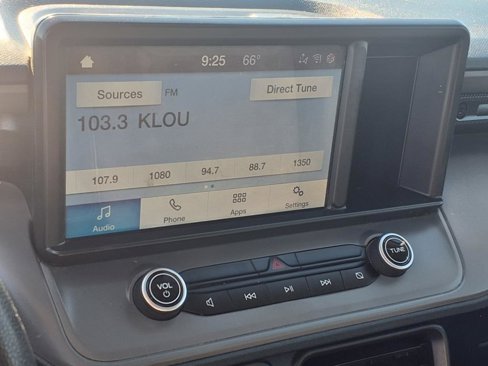 9:25 66°
Sources FM Direct Tune
103.3 KLOU
107.9 1080 94.7 88.7 1350
Audio Phone Apps Settings
VOL
TUNE